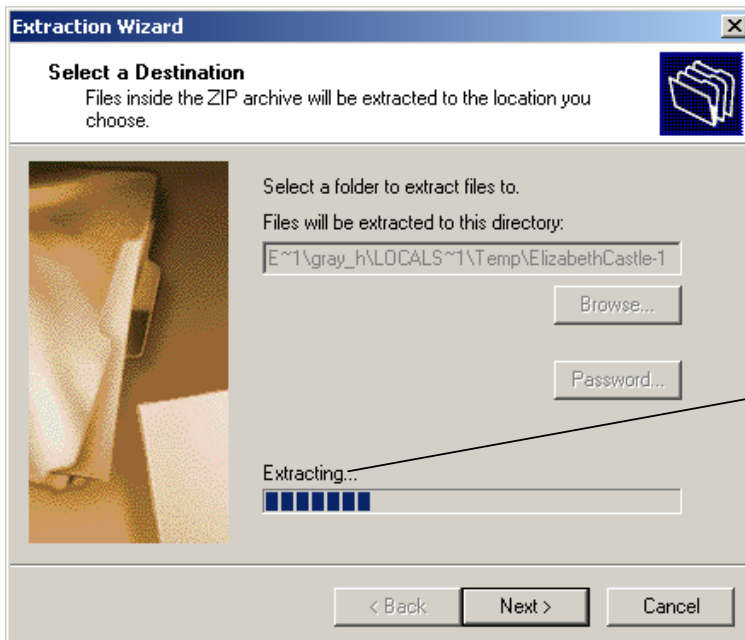 Extraction Wizard
Select a Destination
Files inside the ZIP archive will be extracted to the location you
choose.
Select a folder to extract files to.
Files will be extracted to this directory:
E~1\gray_h\LOCALS~1\Temp\ElizabethCastle-1
Browse...
Password...
Extracting...
< Back
Next >
Cancel